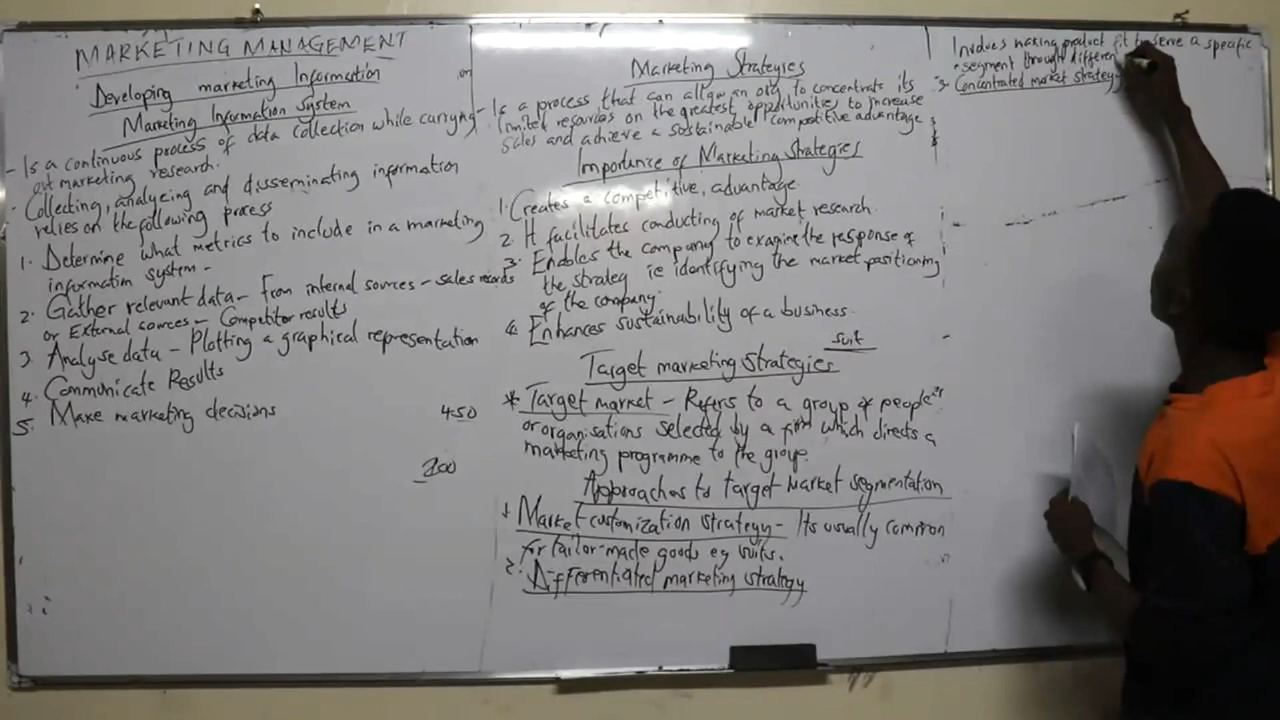 MARKETING MANAGEMENT
Developing marketing Information
Marketing Information System
- Is a continuous process of data collection while carrying
out marketing research.
- Collecting, analyzing and disseminating information
relies on the following process
1. Determine what metrics to include in a marketing
information system -
2. Gather relevant data - From internal sources - sales records
or External sources - Competitor results
3. Analyse data - Plotting a graphical representation
4. Communicate Results
5. Make marketing decisions
450
200
Marketing Strategies
- Is a process that can allow an org to concentrate its
limited resources on the greatest opportunities to increase
sales and achieve a sustainable competitive advantage
Importance of Marketing Strategies
1. Creates a competitive, advantage
2. It facilitates conducting of market research.
3. Enables the company to examine the response of
the strateg ie identifying the market positioning
of the company.
4. Enhances sustainability of a business.
suit
Target marketing strategies
* Target market - Refers to a group of people
or organisations selected by a firm which directs a
marketing programme to the group.
Approaches to target market segmentation
1 Market customization strategy - Its usually common
for tailor-made goods eg suits.
2. Differentiated marketing strategy
Involves making product fit to serve a specific
segment through different
3. Concentrated market strategy